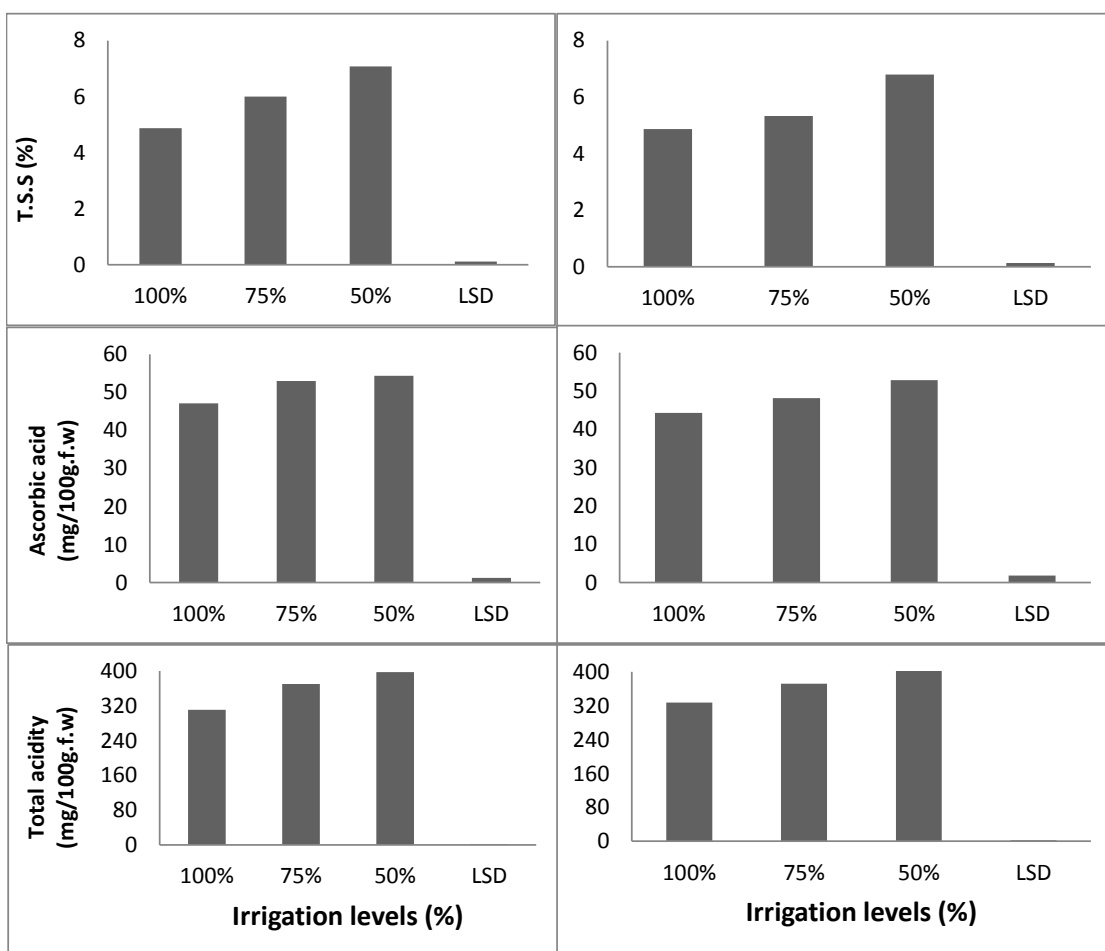 T.S.S (%)
8
6
4
2
0
100% 75% 50% LSD
8
6
4
2
0
100% 75% 50% LSD
Ascorbic acid
(mg/100g.f.w)
60
50
40
30
20
10
0
100% 75% 50% LSD
60
50
40
30
20
10
0
100% 75% 50% LSD
Total acidity
(mg/100g.f.w)
400
320
240
160
80
0
100% 75% 50% LSD
Irrigation levels (%)
400
320
240
160
80
0
100% 75% 50% LSD
Irrigation levels (%)